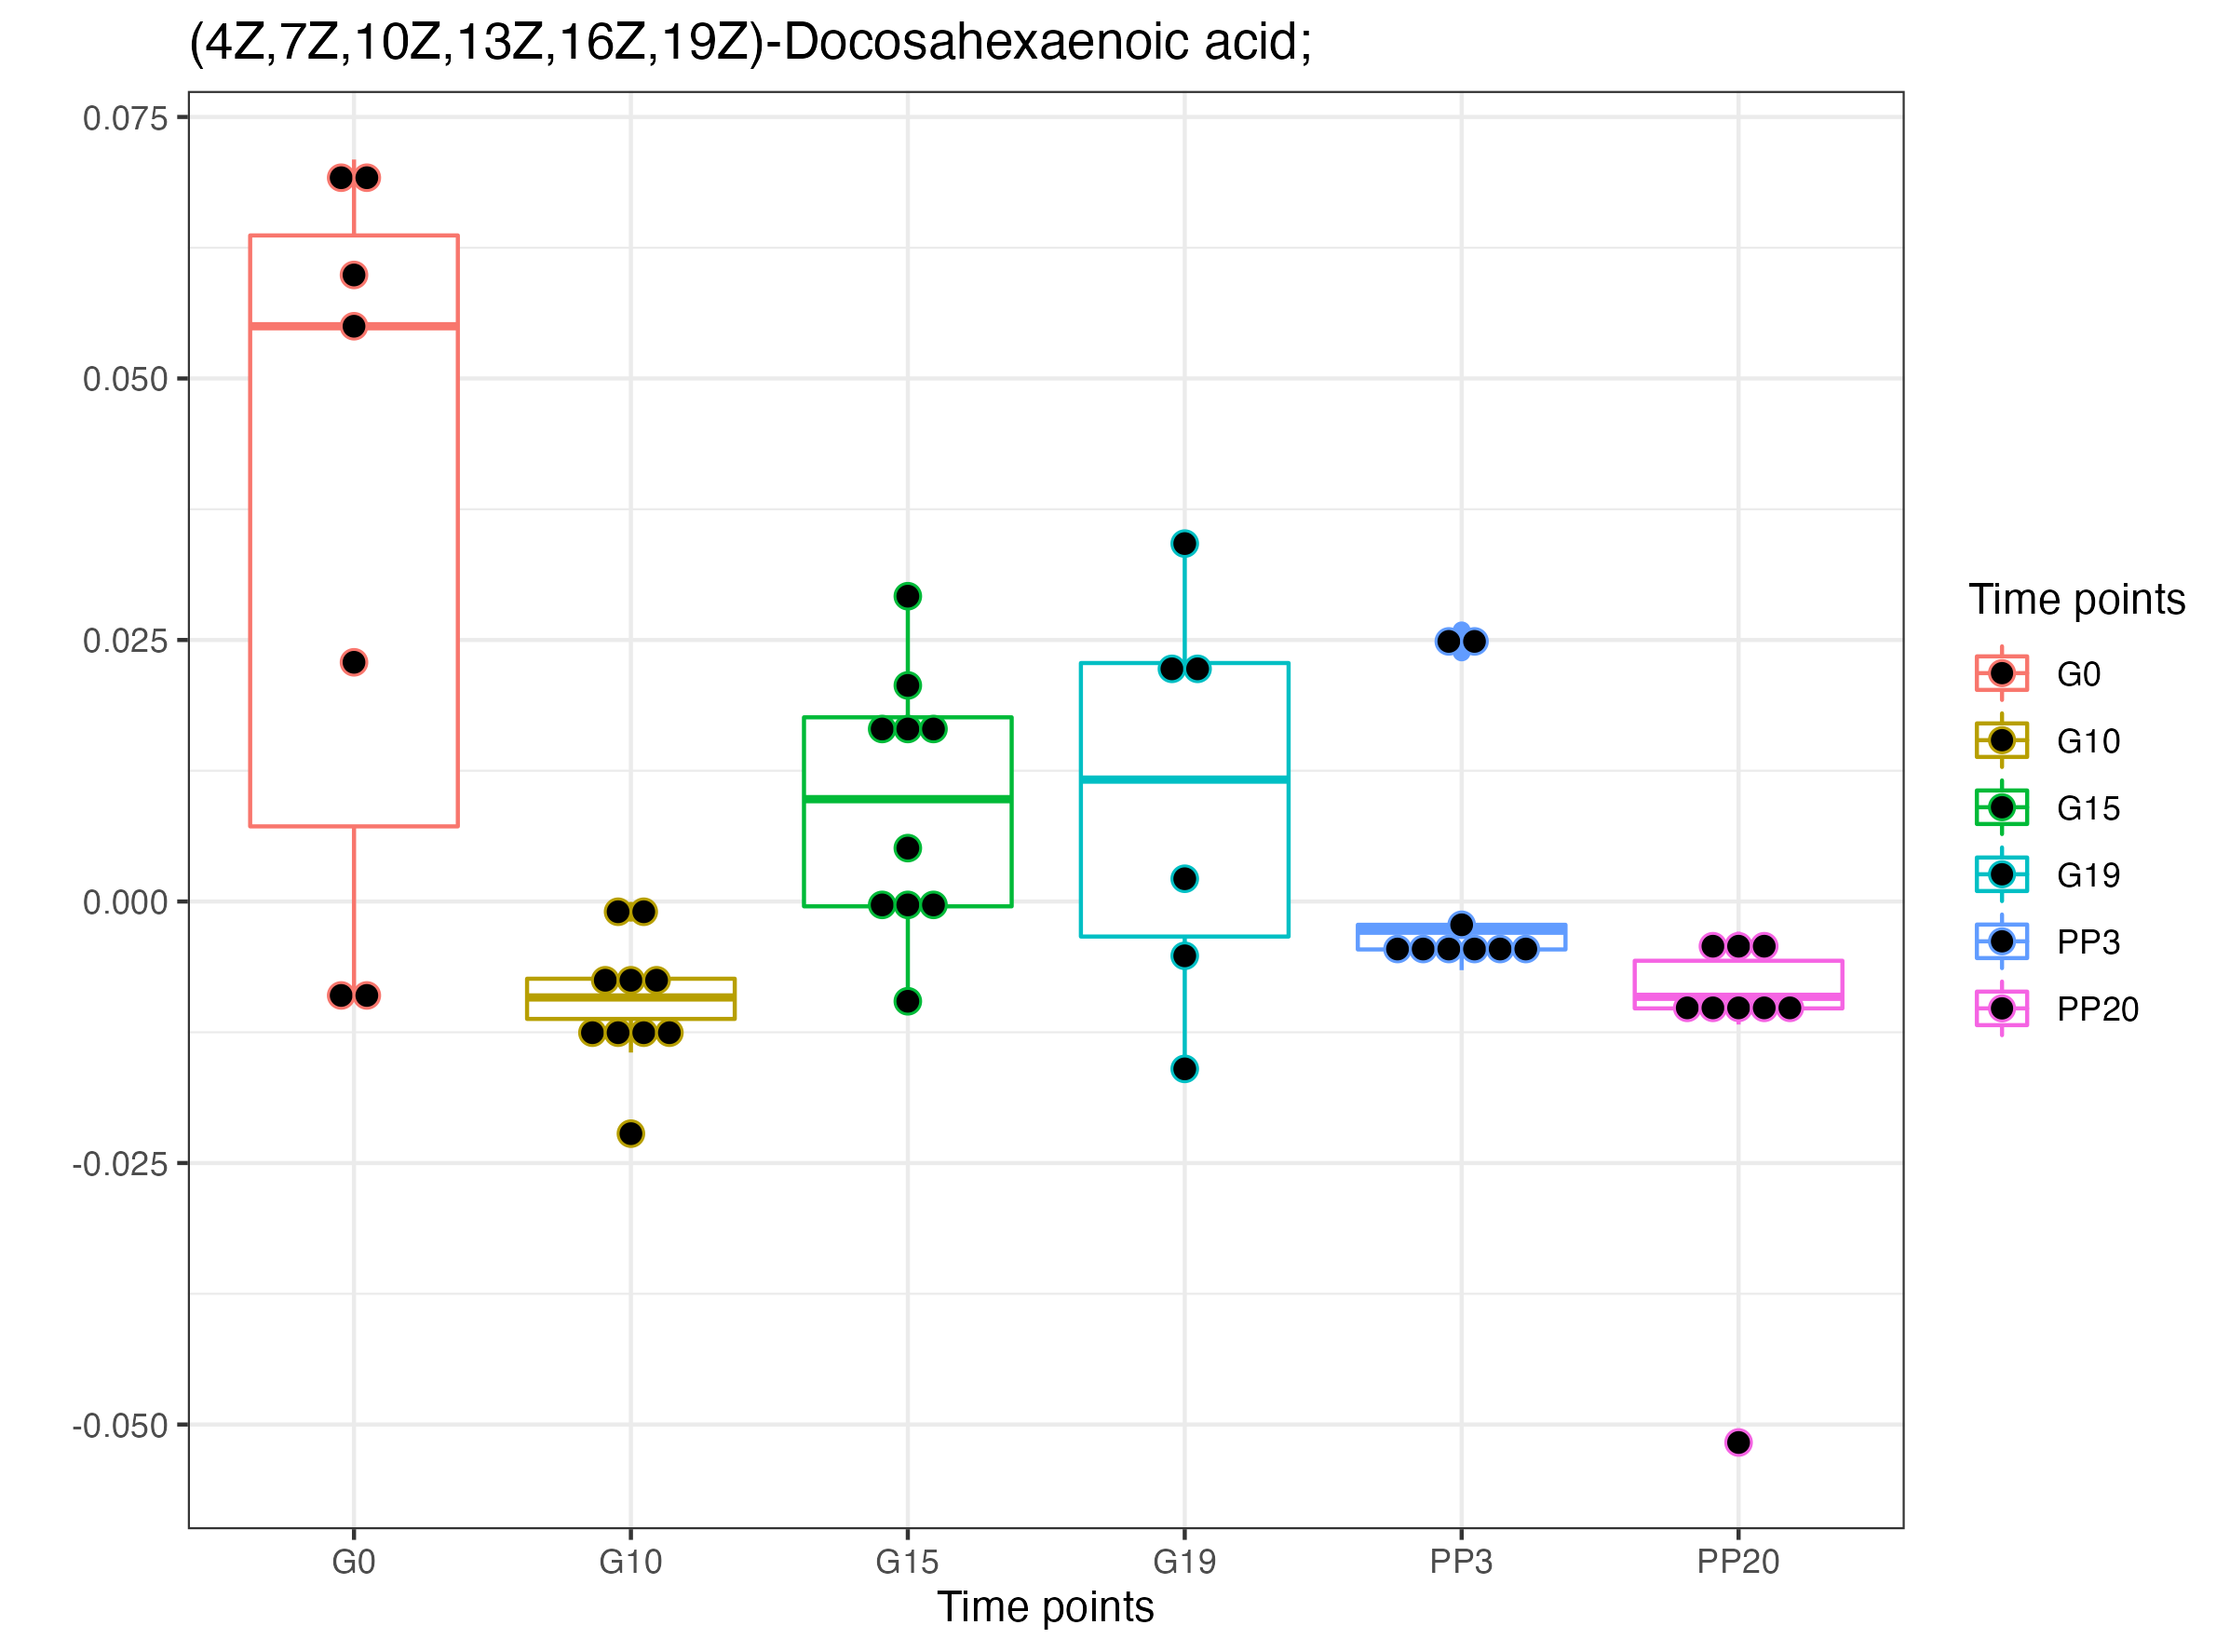 (4Z,7Z,10Z,13Z,16Z,19Z)-Docosahexaenoic acid;
0.075
0.050
0.025
0.000
-0.025
-0.050
G0 G10 G15 G19 PP3 PP20
Time points
Time points
G0
G10
G15
G19
PP3
PP20